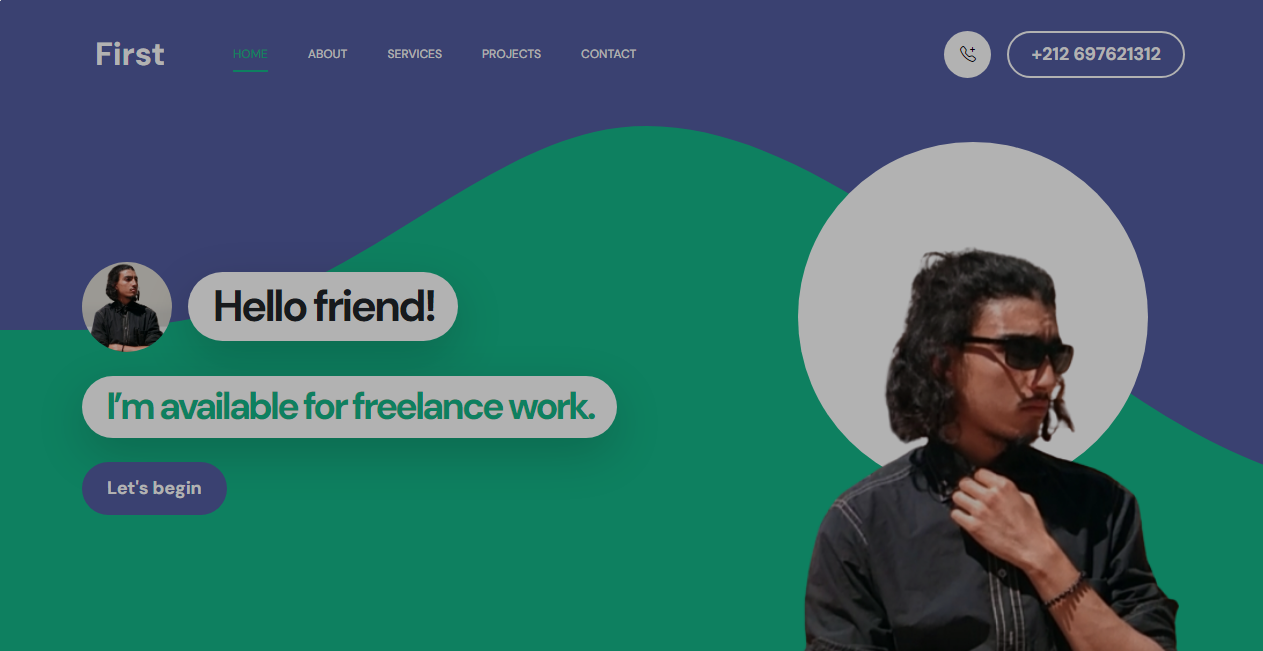 First
HOME
ABOUT
SERVICES
PROJECTS
CONTACT
+212 697621312
Hello friend!
I’m available for freelance work.
Let's begin